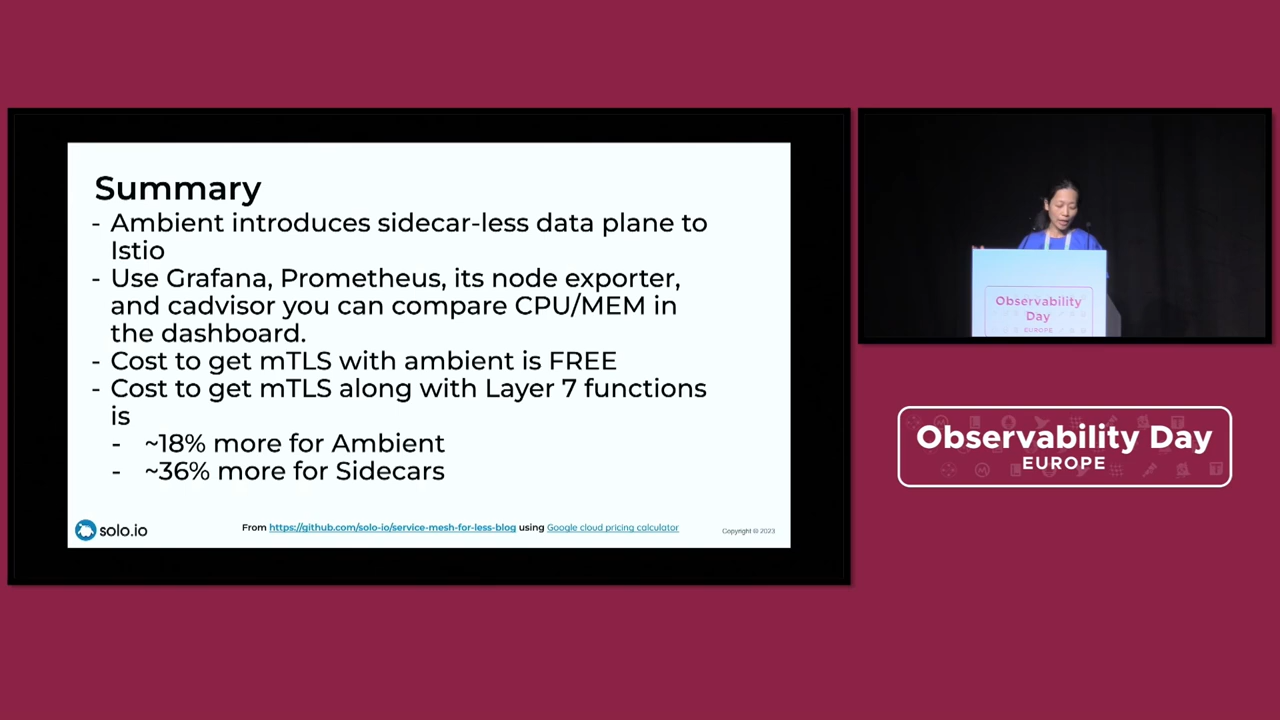 Summary
- Ambient introduces sidecar-less data plane to
Istio
- Use Grafana, Prometheus, its node exporter,
and cadvisor you can compare CPU/MEM in
the dashboard.
- Cost to get mTLS with ambient is FREE
- Cost to get mTLS along with Layer 7 functions
is
- ~18% more for Ambient
- ~36% more for Sidecars
solo.io
From https://github.com/solo-io/service-mesh-for-less-blog using Google cloud pricing calculator
Copyright © 2023
Observability
Day
EUROPE
Observability Day
EUROPE